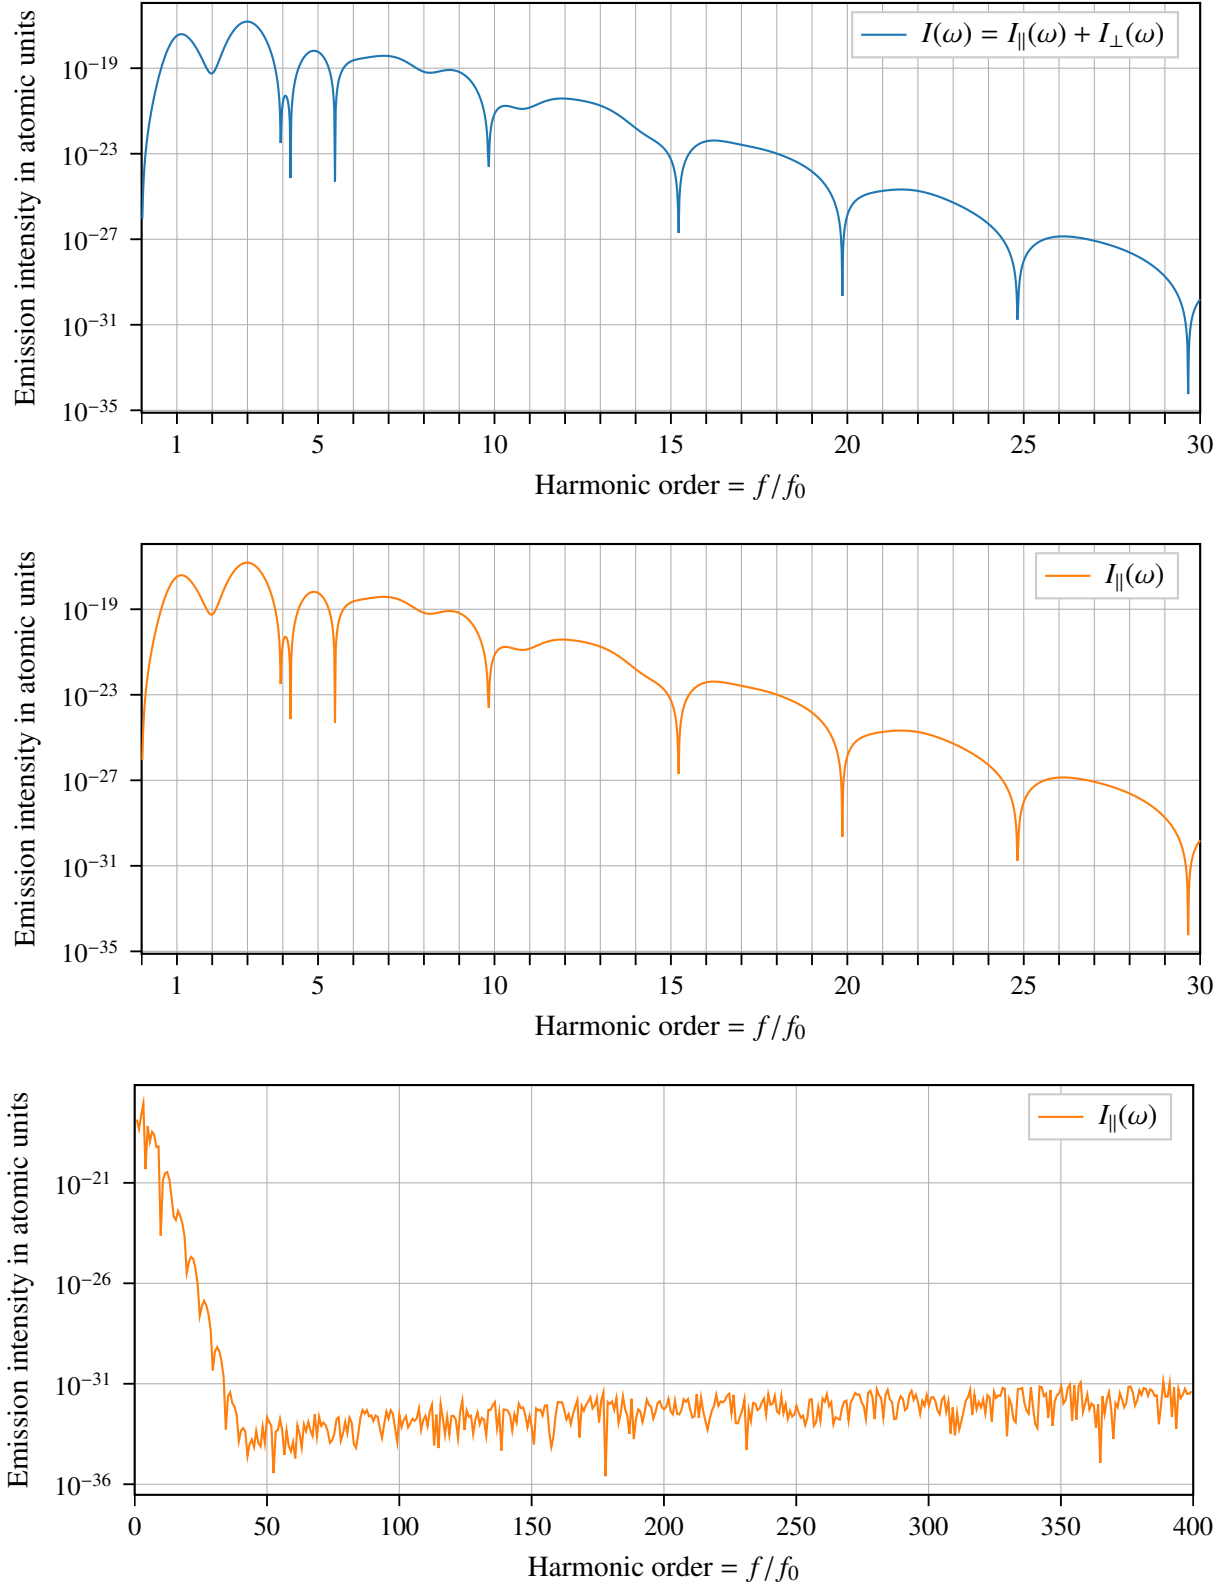 I(ω) = I∥(ω) + I⊥(ω)
Emission intensity in atomic units
10⁻¹⁹
10⁻²³
10⁻²⁷
10⁻³¹
10⁻³⁵
1 5 10 15 20 25 30
Harmonic order = f/f₀
I∥(ω)
Emission intensity in atomic units
10⁻¹⁹
10⁻²³
10⁻²⁷
10⁻³¹
10⁻³⁵
1 5 10 15 20 25 30
Harmonic order = f/f₀
I∥(ω)
Emission intensity in atomic units
10⁻²¹
10⁻²⁶
10⁻³¹
10⁻³⁶
0 50 100 150 200 250 300 350 400
Harmonic order = f/f₀